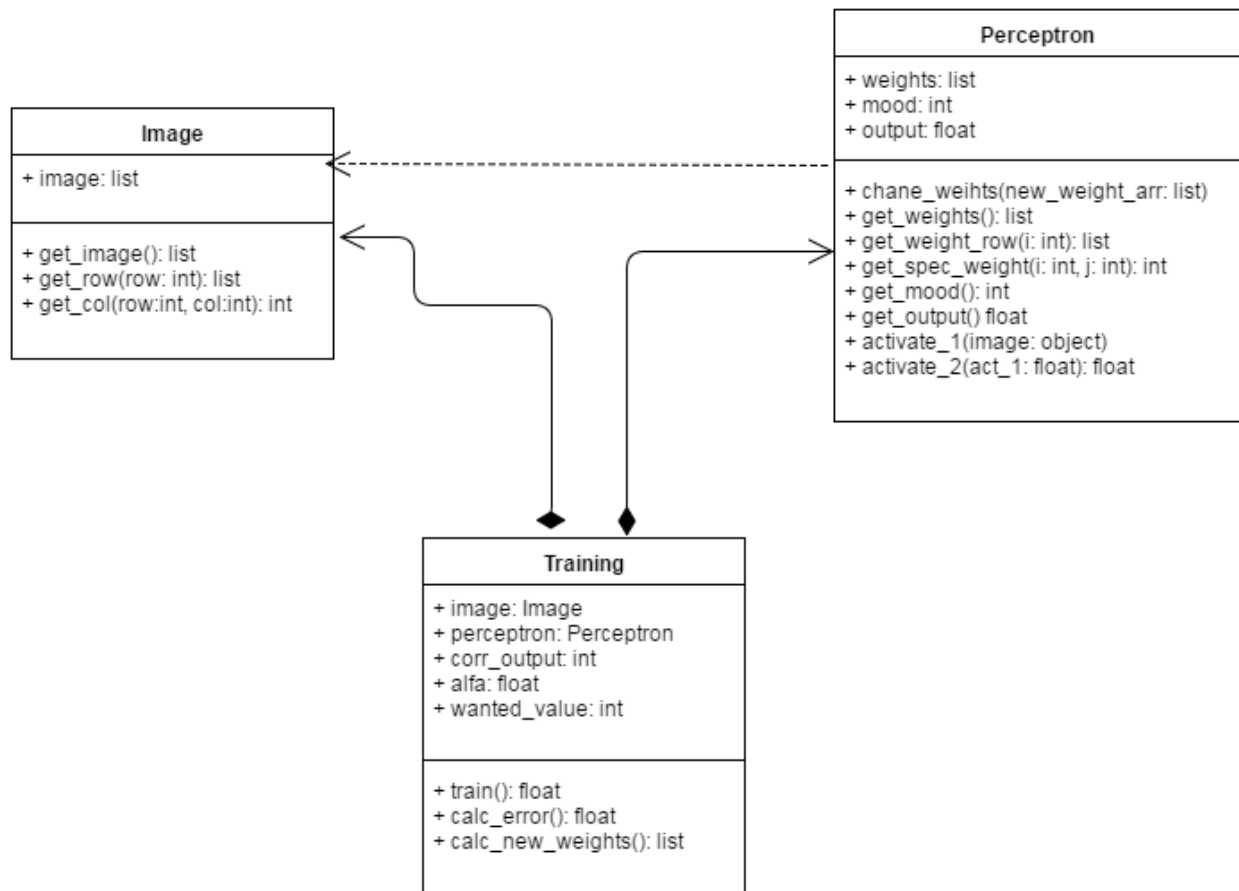 Perceptron
+ weights: list
+ mood: int
+ output: float
+ chane_weihts(new_weight_arr: list)
+ get_weights(): list
+ get_weight_row(i: int): list
+ get_spec_weight(i: int, j: int): int
+ get_mood(): int
+ get_output() float
+ activate_1(image: object)
+ activate_2(act_1: float): float
Image
+ image: list
+ get_image(): list
+ get_row(row: int): list
+ get_col(row:int, col:int): int
Training
+ image: Image
+ perceptron: Perceptron
+ corr_output: int
+ alfa: float
+ wanted_value: int
+ train(): float
+ calc_error(): float
+ calc_new_weights(): list